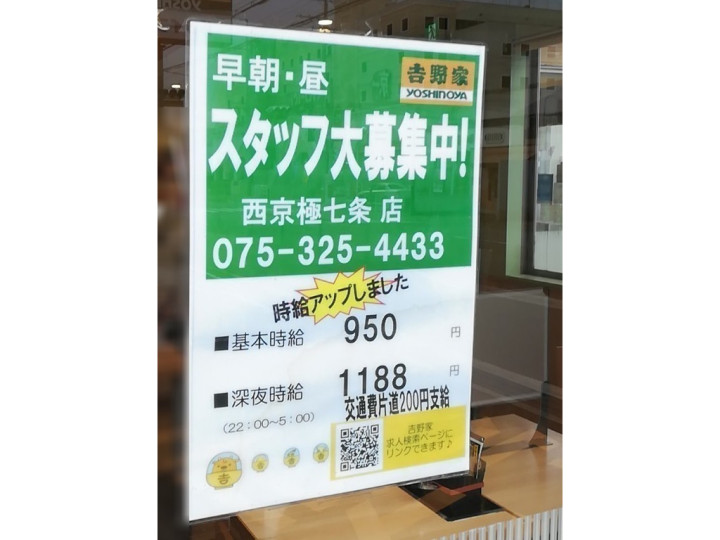 早朝・昼
吉野家
YOSHINOYA
スタッフ大募集中!
西京極七条 店
075-325-4433
時給アップしました
■基本時給 950 円
■深夜時給 1188 円
(22:00~5:00)
交通費片道200円支給
吉野家
求人検索ページに
リンクできます♪
吉